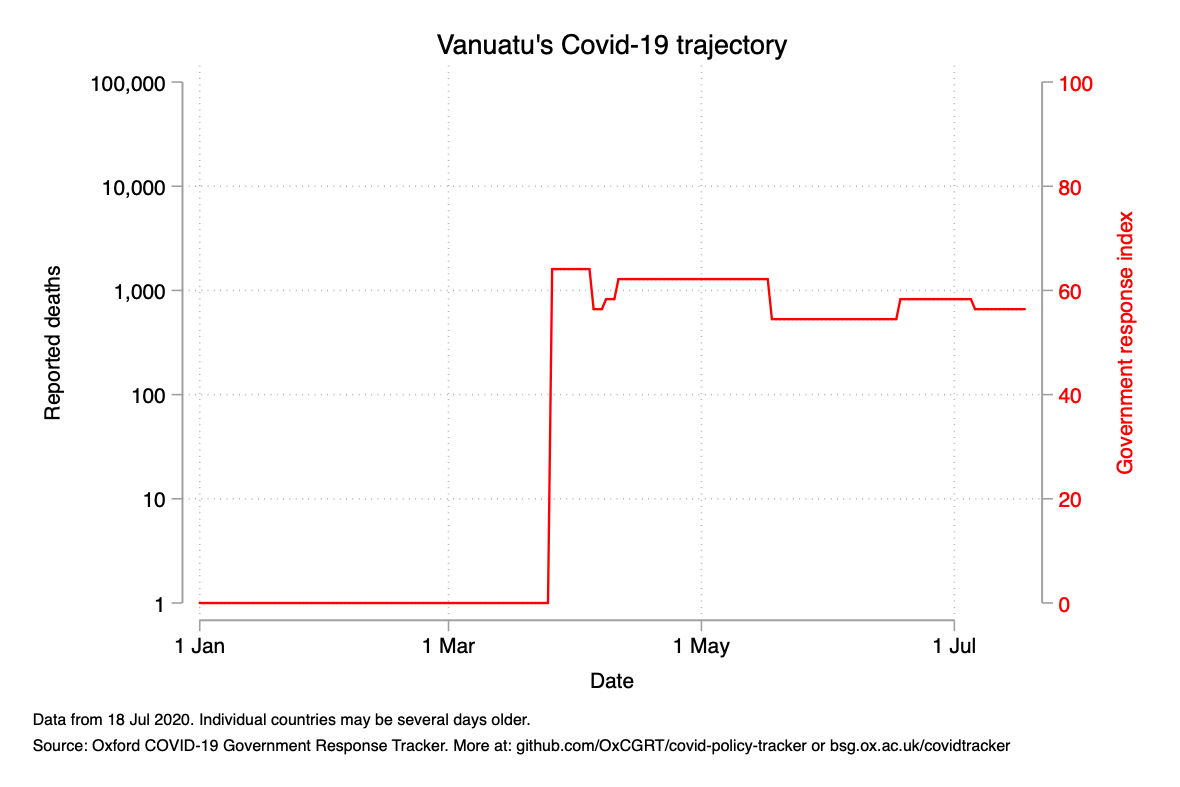 Vanuatu's Covid-19 trajectory
100,000
10,000
1,000
100
10
1
Reported deaths
100
80
60
40
20
0
Government response index
1 Jan
1 Mar
1 May
1 Jul
Date
Data from 18 Jul 2020. Individual countries may be several days older.
Source: Oxford COVID-19 Government Response Tracker. More at: github.com/OxCGRT/covid-policy-tracker or bsg.ox.ac.uk/covidtracker